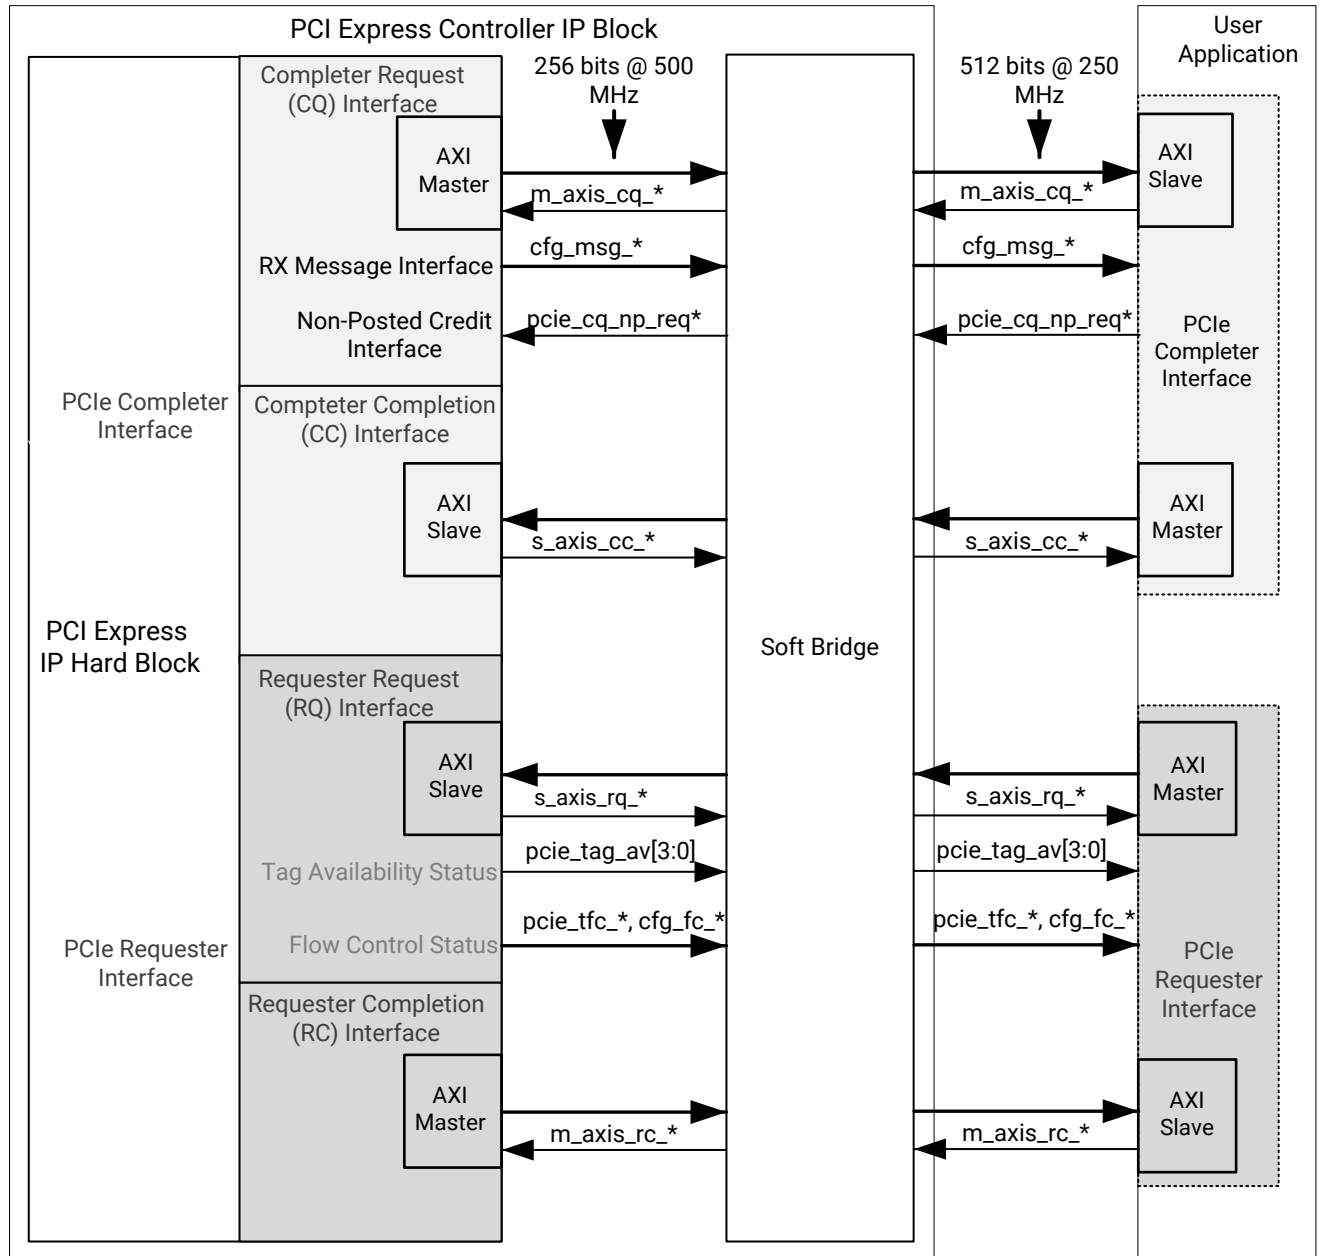 PCI Express Controller IP Block
User
Application
Completer Request
(CQ) Interface
256 bits @ 500
MHz
512 bits @ 250
MHz
AXI
Master
AXI
Slave
m_axis_cq_*
m_axis_cq_*
RX Message Interface
cfg_msg_*
cfg_msg_*
Non-Posted Credit
Interface
pcie_cq_np_req*
pcie_cq_np_req*
PCIe
Completer
Interface
PCIe Completer
Interface
Compteter Completion
(CC) Interface
AXI
Slave
AXI
Master
s_axis_cc_*
s_axis_cc_*
PCI Express
IP Hard Block
Soft Bridge
Requester Request
(RQ) Interface
AXI
Slave
AXI
Master
s_axis_rq_*
s_axis_rq_*
Tag Availability Status
pcie_tag_av[3:0]
pcie_tag_av[3:0]
Flow Control Status
pcie_tfc_*, cfg_fc_*
pcie_tfc_*, cfg_fc_*
PCIe Requester
Interface
PCIe
Requester
Interface
Requester Completion
(RC) Interface
AXI
Master
AXI
Slave
m_axis_rc_*
m_axis_rc_*